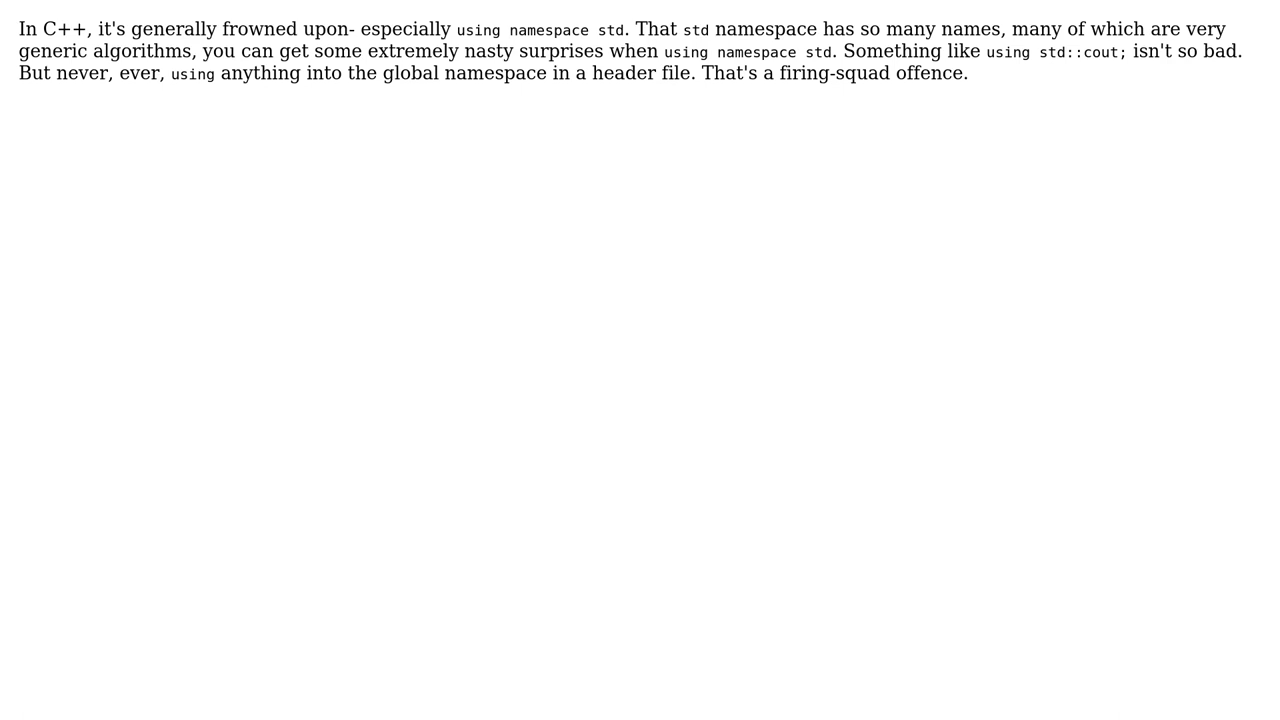 In C++, it's generally frowned upon- especially using namespace std. That std namespace has so many names, many of which are very
generic algorithms, you can get some extremely nasty surprises when using namespace std. Something like using std::cout; isn't so bad.
But never, ever, using anything into the global namespace in a header file. That's a firing-squad offence.